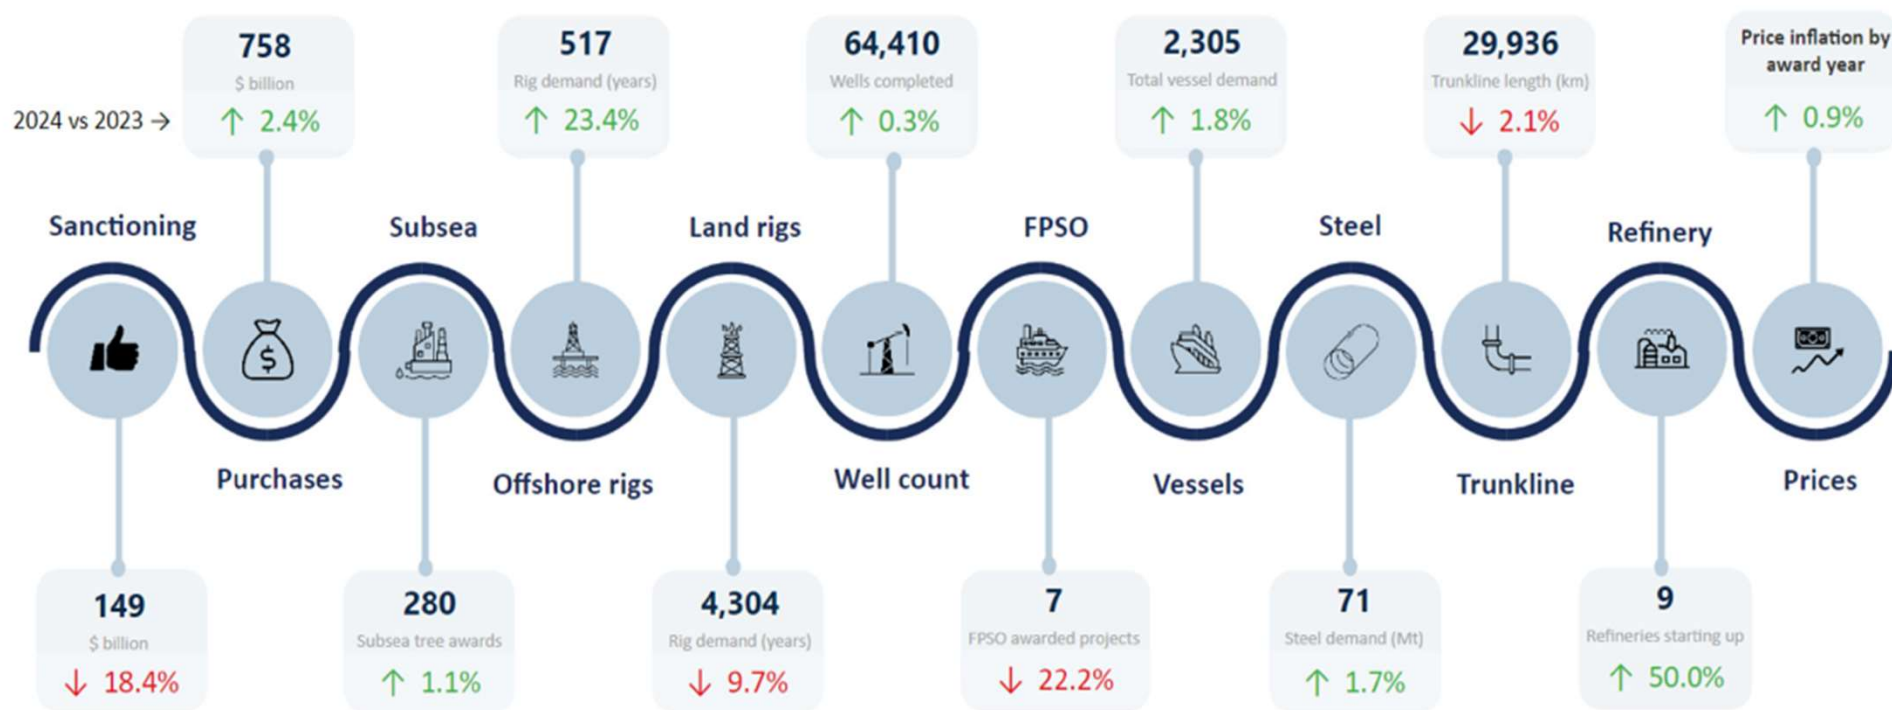 758
$ billion
↑ 2.4%
517
Rig demand (years)
↑ 23.4%
64,410
Wells completed
↑ 0.3%
2,305
Total vessel demand
↑ 1.8%
29,936
Trunkline length (km)
↓ 2.1%
Price inflation by
award year
↑ 0.9%
2024 vs 2023 →
Sanctioning
Subsea
Land rigs
FPSO
Steel
Refinery
$
Purchases
Offshore rigs
Well count
Vessels
Trunkline
Prices
149
$ billion
↓ 18.4%
280
Subsea tree awards
↑ 1.1%
4,304
Rig demand (years)
↓ 9.7%
7
FPSO awarded projects
↓ 22.2%
71
Steel demand (Mt)
↑ 1.7%
9
Refineries starting up
↑ 50.0%